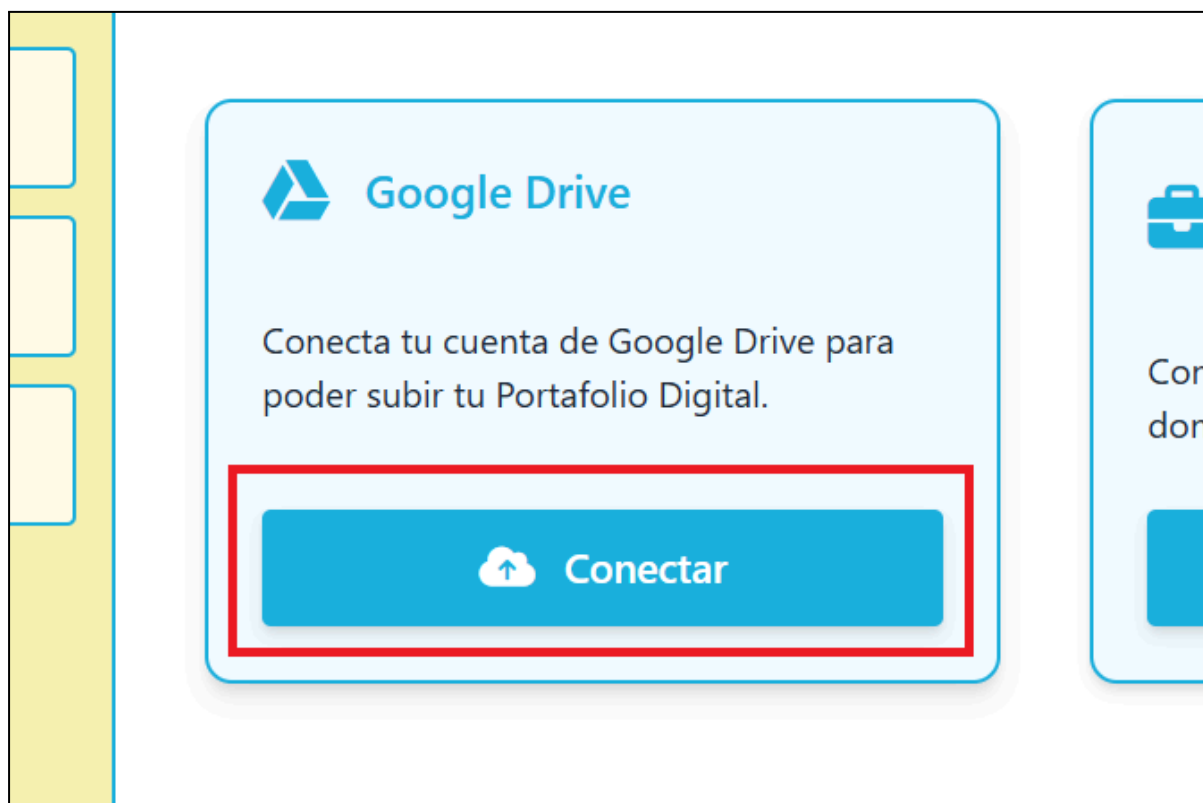 Google Drive
Conecta tu cuenta de Google Drive para
poder subir tu Portafolio Digital.
Conectar